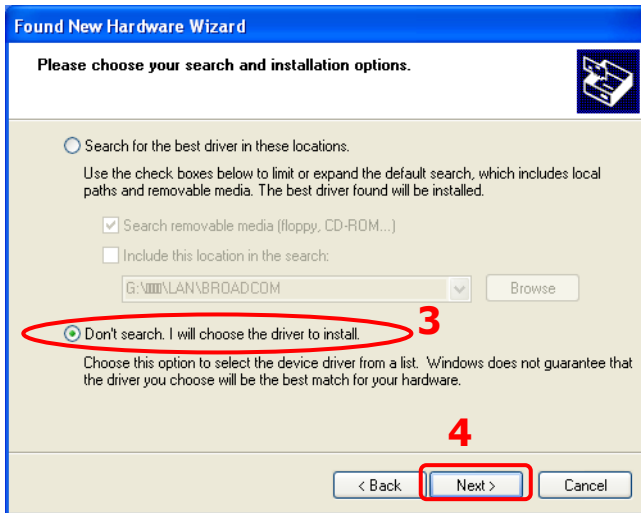 Found New Hardware Wizard
Please choose your search and installation options.
Search for the best driver in these locations.
Use the check boxes below to limit or expand the default search, which includes local
paths and removable media. The best driver found will be installed.
Search removable media (floppy, CD-ROM...)
Include this location in the search:
G:\ \LAN\BROADCOM
Browse
Don't search. I will choose the driver to install.
3
Choose this option to select the device driver from a list. Windows does not guarantee that
the driver you choose will be the best match for your hardware.
4
< Back
Next >
Cancel